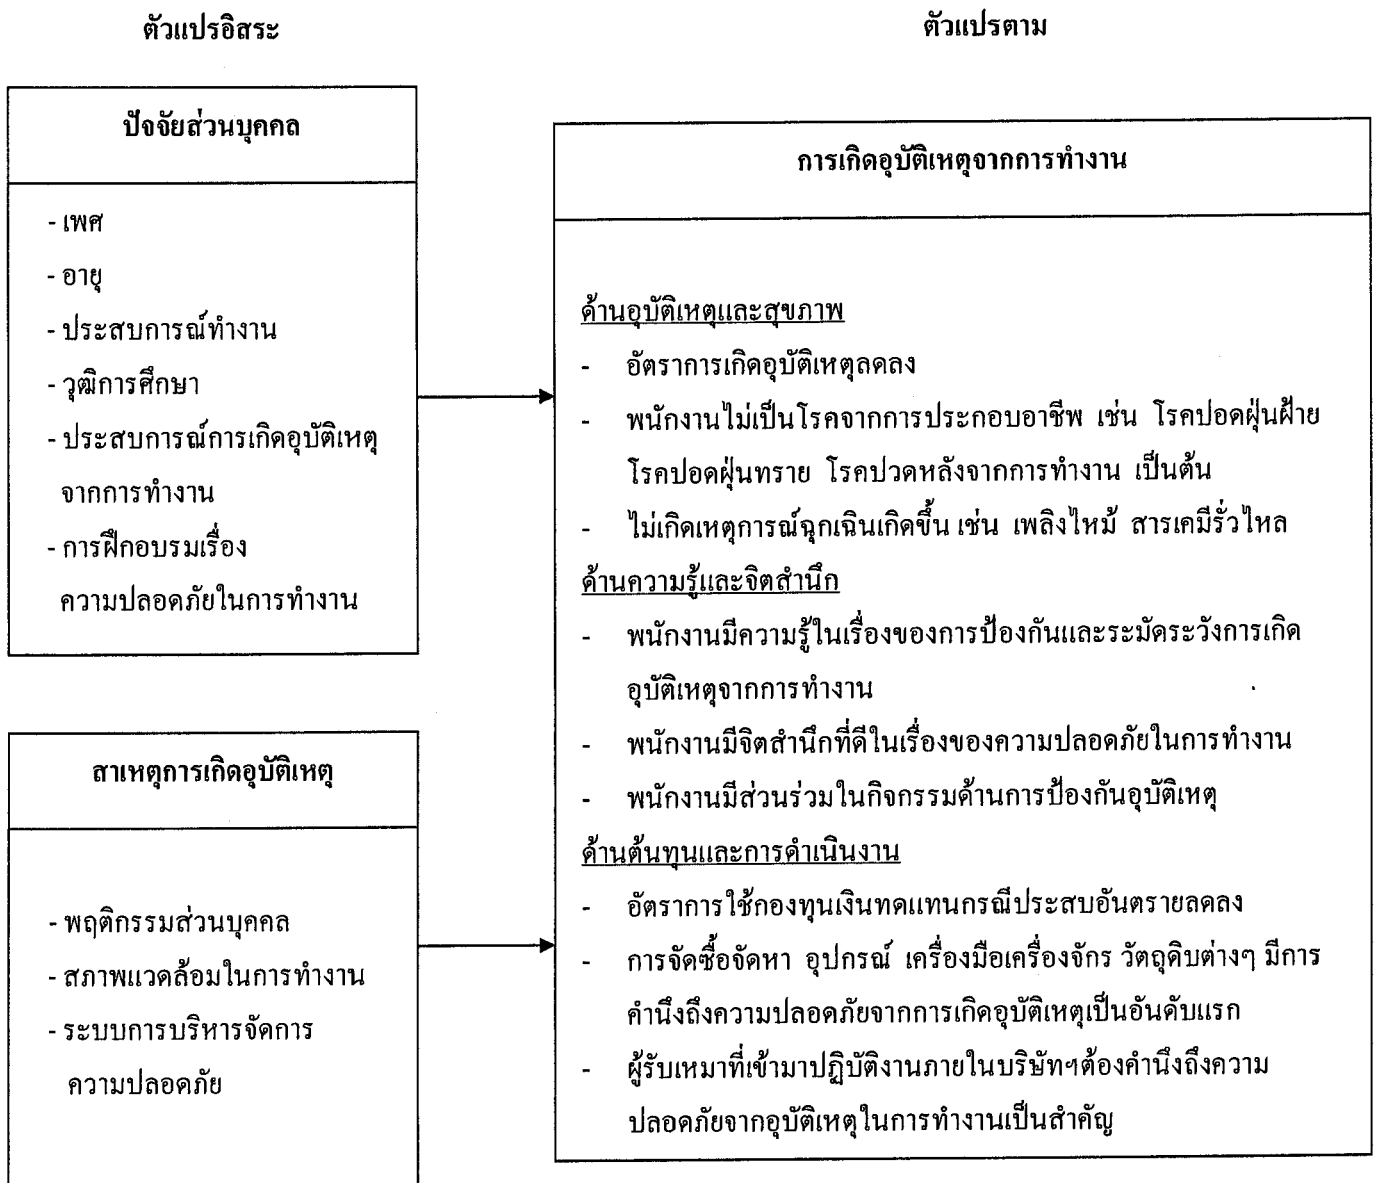 ตัวแปรอิสระ
ตัวแปรตาม
ปัจจัยส่วนบุคคล
- เพศ
- อายุ
- ประสบการณ์ทำงาน
- วุฒิการศึกษา
- ประสบการณ์การเกิดอุบัติเหตุ
จากการทำงาน
- การฝึกอบรมเรื่อง
ความปลอดภัยในการทำงาน
สาเหตุการเกิดอุบัติเหตุ
- พฤติกรรมส่วนบุคคล
- สภาพแวดล้อมในการทำงาน
- ระบบการบริหารจัดการ
ความปลอดภัย
การเกิดอุบัติเหตุจากการทำงาน
ด้านอุบัติเหตุและสุขภาพ
- อัตราการเกิดอุบัติเหตุลดลง
- พนักงานไม่เป็นโรคจากการประกอบอาชีพ เช่น โรคปอดฝุ่นฝ้าย
โรคปอดฝุ่นทราย โรคปวดหลังจากการทำงาน เป็นต้น
- ไม่เกิดเหตุการณ์ฉุกเฉินเกิดขึ้น เช่น เพลิงไหม้ สารเคมีรั่วไหล
ด้านความรู้และจิตสำนึก
- พนักงานมีความรู้ในเรื่องของการป้องกันและระมัดระวังการเกิด
อุบัติเหตุจากการทำงาน
- พนักงานมีจิตสำนึกที่ดีในเรื่องของความปลอดภัยในการทำงาน
- พนักงานมีส่วนร่วมในกิจกรรมด้านการป้องกันอุบัติเหตุ
ด้านต้นทุนและการดำเนินงาน
- อัตราการใช้กองทุนเงินทดแทนกรณีประสบอันตรายลดลง
- การจัดซื้อจัดหา อุปกรณ์ เครื่องมือเครื่องจักร วัตถุดิบต่างๆ มีการ
คำนึงถึงความปลอดภัยจากการเกิดอุบัติเหตุเป็นอันดับแรก
- ผู้รับเหมาที่เข้ามาปฏิบัติงานภายในบริษัทฯต้องคำนึงถึงความ
ปลอดภัยจากอุบัติเหตุในการทำงานเป็นสำคัญ